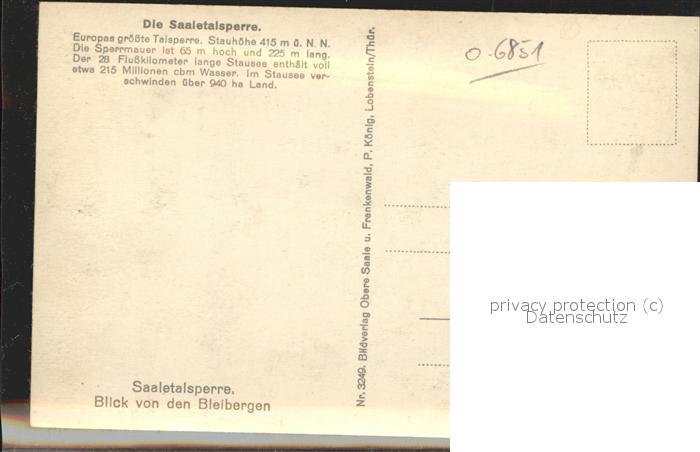 Die Saaletalsperre.
Europas größte Talsperre. Stauhöhe 415 m ü. N. N.
Die Sperrmauer ist 65 m hoch und 225 m lang.
Der 28 Flußkilometer lange Stausee enthält voll
etwa 215 Millionen cbm Wasser. Im Stausee ver-
schwinden über 940 ha Land.
O-6851
Nr. 3249. Bildverlag Obere Saale u. Frankenwald, P. König, Lobenstein/Thür.
privacy protection (c)
Datenschutz
Saaletalsperre.
Blick von den Bleibergen